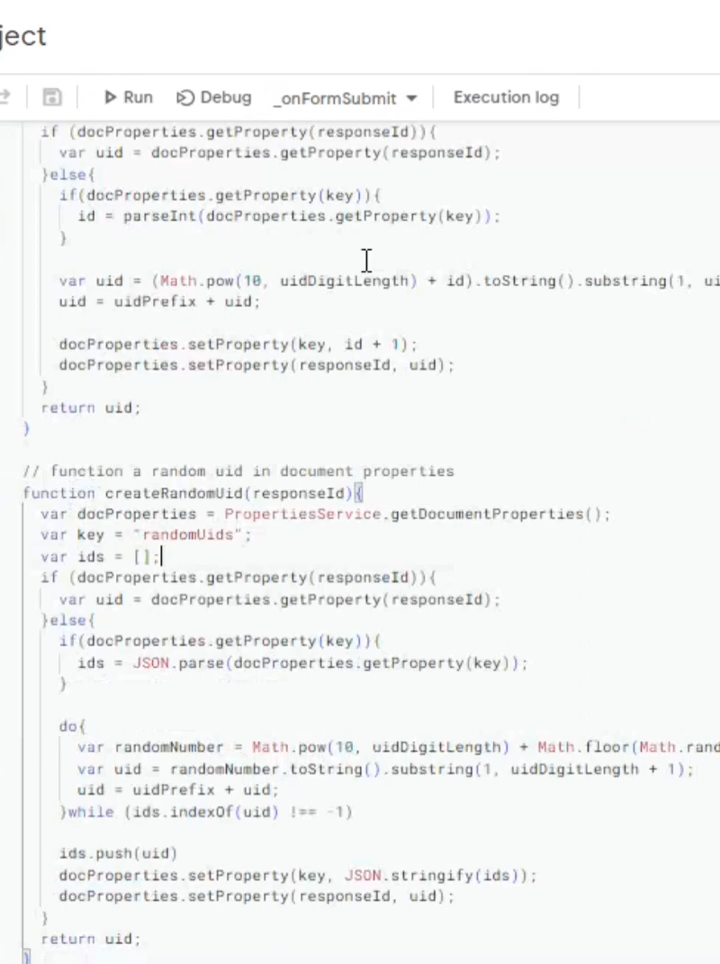 ject
Run Debug _onFormSubmit Execution log
if (docProperties.getProperty(responseId)){
var uid = docProperties.getProperty(responseId);
}else{
if(docProperties.getProperty(key)){
id = parseInt(docProperties.getProperty(key));
}
var uid = (Math.pow(10, uidDigitLength) + id).toString().substring(1, ui
uid = uidPrefix + uid;
docProperties.setProperty(key, id + 1);
docProperties.setProperty(responseId, uid);
}
return uid;
}
// function a random uid in document properties
function createRandomUid(responseId){
var docProperties = PropertiesService.getDocumentProperties();
var key = "randomUids";
var ids = [];
if (docProperties.getProperty(responseId)){
var uid = docProperties.getProperty(responseId);
}else{
if(docProperties.getProperty(key)){
ids = JSON.parse(docProperties.getProperty(key));
}
do{
var randomNumber = Math.pow(10, uidDigitLength) + Math.floor(Math.rand
var uid = randomNumber.toString().substring(1, uidDigitLength + 1);
uid = uidPrefix + uid;
}while (ids.indexOf(uid) !== -1)
ids.push(uid)
docProperties.setProperty(key, JSON.stringify(ids));
docProperties.setProperty(responseId, uid);
}
return uid;
}